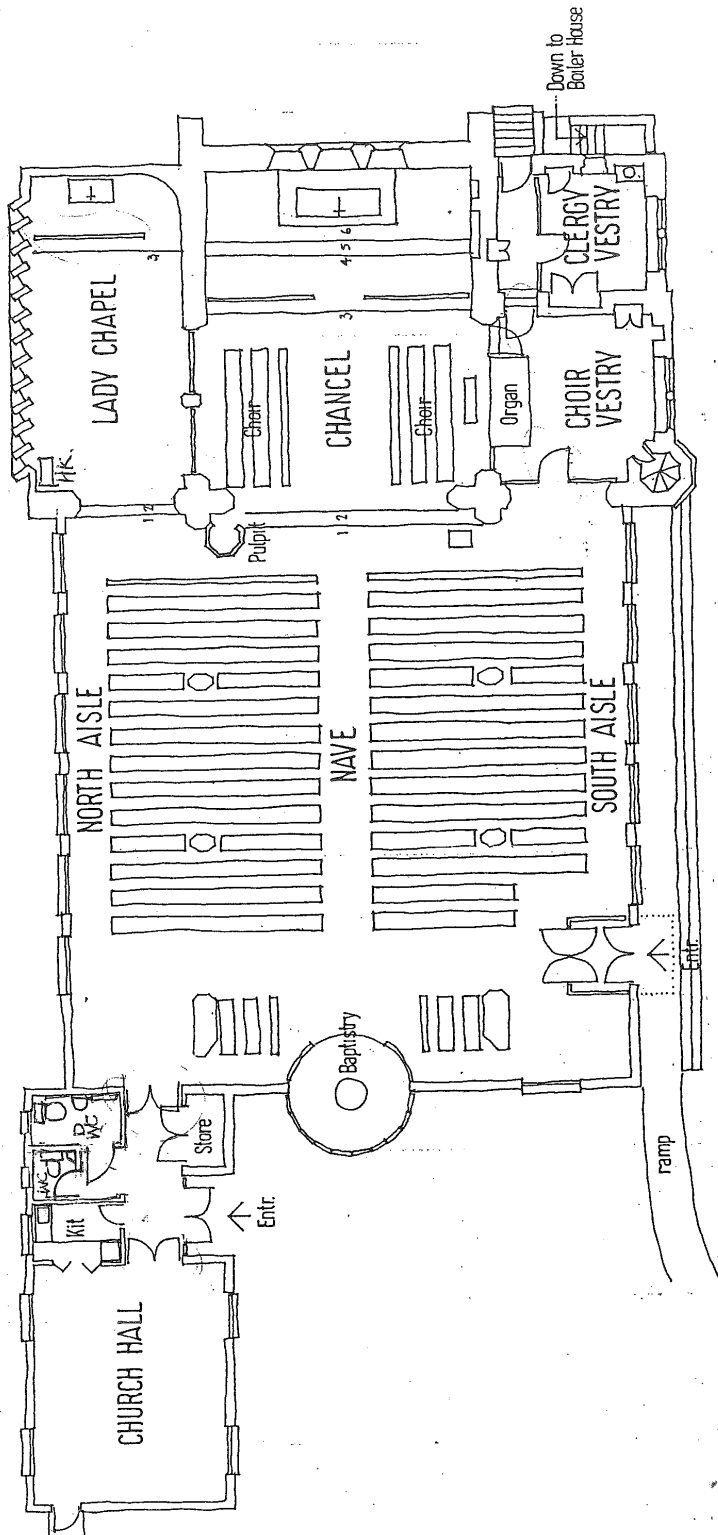 Down to
Boiler House
LADY CHAPEL
3
4 5 6
CLERGY
VESTRY
3
CHANCEL
Choir
Choir
Organ
CHOIR
VESTRY
HK.
1 2
1 2
Pulpit
NORTH AISLE
NAVE
SOUTH AISLE
Entr.
Baptistry
D
WC
WC
Store
Kit
Entr.
ramp
CHURCH HALL